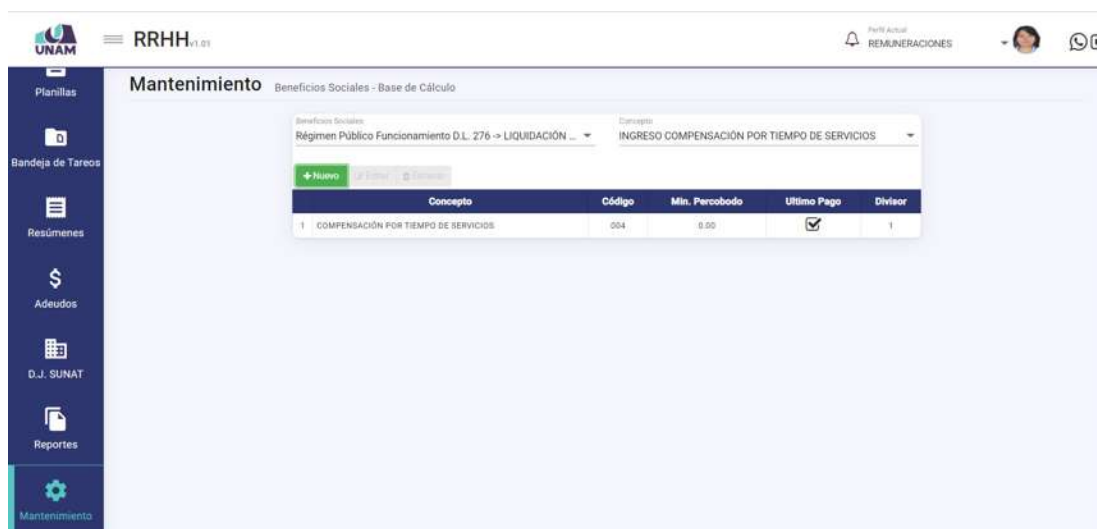 UNAM
RRHH v1.01
Perfil Actual
REMUNERACIONES
Planillas
Bandeja de Tareos
Resúmenes
Adeudos
D.J. SUNAT
Reportes
Mantenimiento
Mantenimiento Beneficios Sociales - Base de Cálculo
Beneficios Sociales: Concepto
Régimen Público Funcionamiento D.L. 276 -> LIQUIDACIÓN ... INGRESO COMPENSACIÓN POR TIEMPO DE SERVICIOS
+ Nuevo Editar Eliminar
Concepto Código Min. Percobodo Ultimo Pago Divisor
1 COMPENSACIÓN POR TIEMPO DE SERVICIOS 004 0.00 1